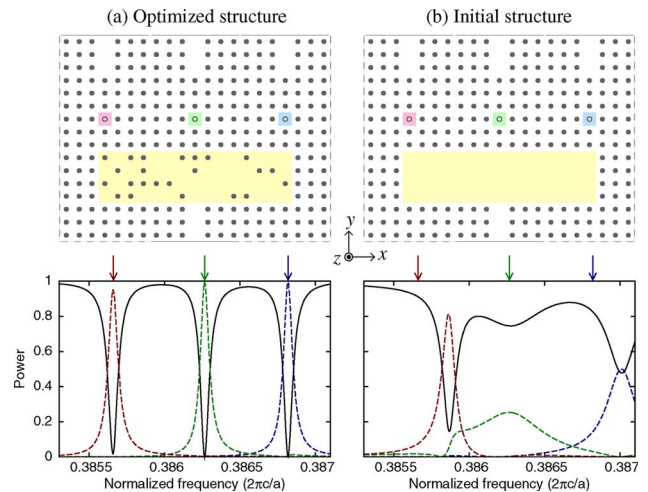 (a) Optimized structure
(b) Initial structure
y
z
x
1
0.8
0.6
0.4
0.2
0
Power
0.3855
0.386
0.3865
0.387
Normalized frequency (2πc/a)
0.3855
0.386
0.3865
0.387
Normalized frequency (2πc/a)